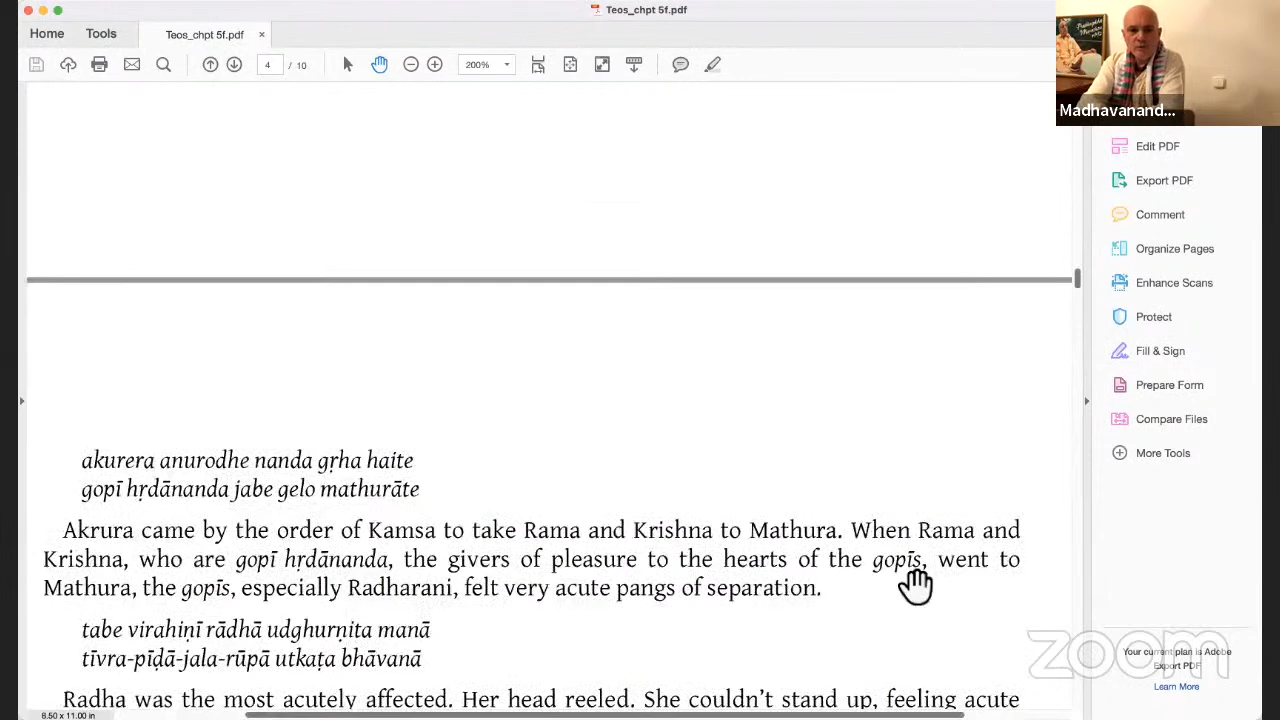 Teos_chpt 5f.pdf
Home
Tools
Teos_chpt 5f.pdf ×
4 / 10
200%
Madhavanand...
Edit PDF
Export PDF
Comment
Organize Pages
Enhance Scans
Protect
Fill & Sign
Prepare Form
Compare Files
More Tools
akurera anurodhe nanda gṛha haite
gopī hṛdānanda jabe gelo mathurāte
Akrura came by the order of Kamsa to take Rama and Krishna to Mathura. When Rama and
Krishna, who are gopī hṛdānanda, the givers of pleasure to the hearts of the gopīs, went to
Mathura, the gopīs, especially Radharani, felt very acute pangs of separation.
tabe virahiṇī rādhā udghurṇita manā
tīvra-pīḍā-jala-rūpā utkaṭa bhāvanā
Radha was the most acutely affected. Her head reeled. She couldn't stand up, feeling acute
zoom
Your current plan is Adobe
Export PDF
Learn More
8.50 x 11.00 in